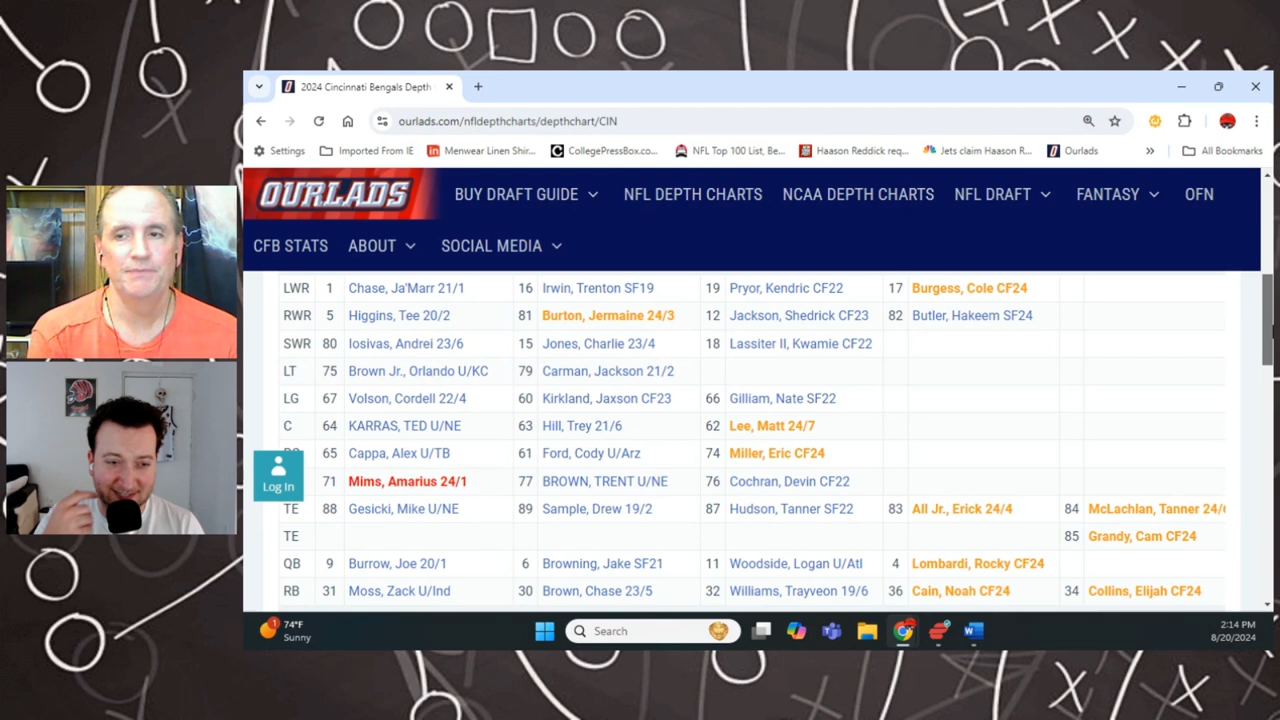 2024 Cincinnati Bengals Depth
ourlads.com/nfldepthcharts/depthchart/CIN
Settings Imported From IE Menwear Linen Shir... CollegePressBox.co... NFL Top 100 List, Be... Haason Reddick req... Jets claim Haason R... Ourlads All Bookmarks
OURLADS BUY DRAFT GUIDE NFL DEPTH CHARTS NCAA DEPTH CHARTS NFL DRAFT FANTASY OFN
CFB STATS ABOUT SOCIAL MEDIA
LWR 1 Chase, Ja'Marr 21/1 16 Irwin, Trenton SF19 19 Pryor, Kendric CF22 17 Burgess, Cole CF24
RWR 5 Higgins, Tee 20/2 81 Burton, Jermaine 24/3 12 Jackson, Shedrick CF23 82 Butler, Hakeem SF24
SWR 80 Iosivas, Andrei 23/6 15 Jones, Charlie 23/4 18 Lassiter II, Kwamie CF22
LT 75 Brown Jr., Orlando U/KC 79 Carman, Jackson 21/2
LG 67 Volson, Cordell 22/4 60 Kirkland, Jaxson CF23 66 Gilliam, Nate SF22
C 64 KARRAS, TED U/NE 63 Hill, Trey 21/6 62 Lee, Matt 24/7
65 Cappa, Alex U/TB 61 Ford, Cody U/Arz 74 Miller, Eric CF24
71 Mims, Amarius 24/1 77 BROWN, TRENT U/NE 76 Cochran, Devin CF22
Log In
TE 88 Gesicki, Mike U/NE 89 Sample, Drew 19/2 87 Hudson, Tanner SF22 83 All Jr., Erick 24/4 84 McLachlan, Tanner 24/
TE 85 Grandy, Cam CF24
QB 9 Burrow, Joe 20/1 6 Browning, Jake SF21 11 Woodside, Logan U/Atl 4 Lombardi, Rocky CF24
RB 31 Moss, Zack U/Ind 30 Brown, Chase 23/5 32 Williams, Trayveon 19/6 36 Cain, Noah CF24 34 Collins, Elijah CF24
1 74°F
Sunny
Search
2:14 PM
8/20/2024